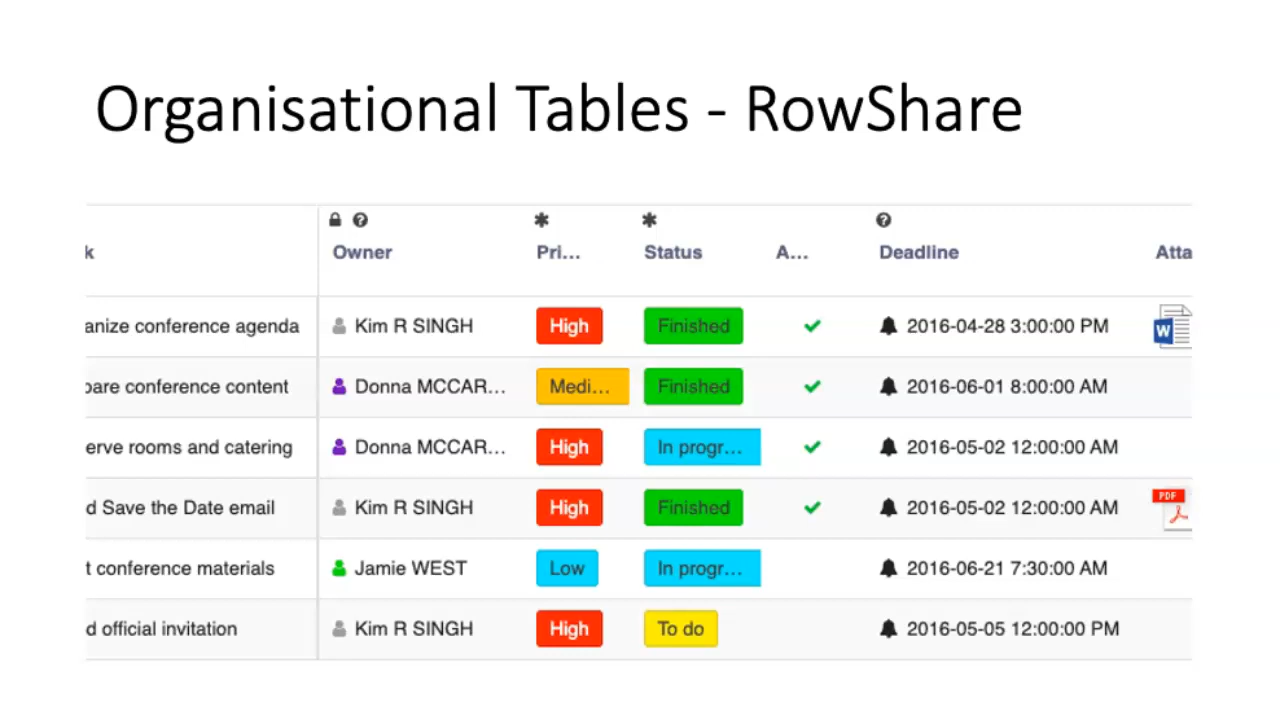 Organisational Tables - RowShare
k Owner Pri... Status A... Deadline Atta
anize conference agenda Kim R SINGH High Finished 2016-04-28 3:00:00 PM W
pare conference content Donna MCCAR... Medi... Finished 2016-06-01 8:00:00 AM
erve rooms and catering Donna MCCAR... High In progr... 2016-05-02 12:00:00 AM
d Save the Date email Kim R SINGH High Finished 2016-05-02 12:00:00 AM PDF
t conference materials Jamie WEST Low In progr... 2016-06-21 7:30:00 AM
d official invitation Kim R SINGH High To do 2016-05-05 12:00:00 PM